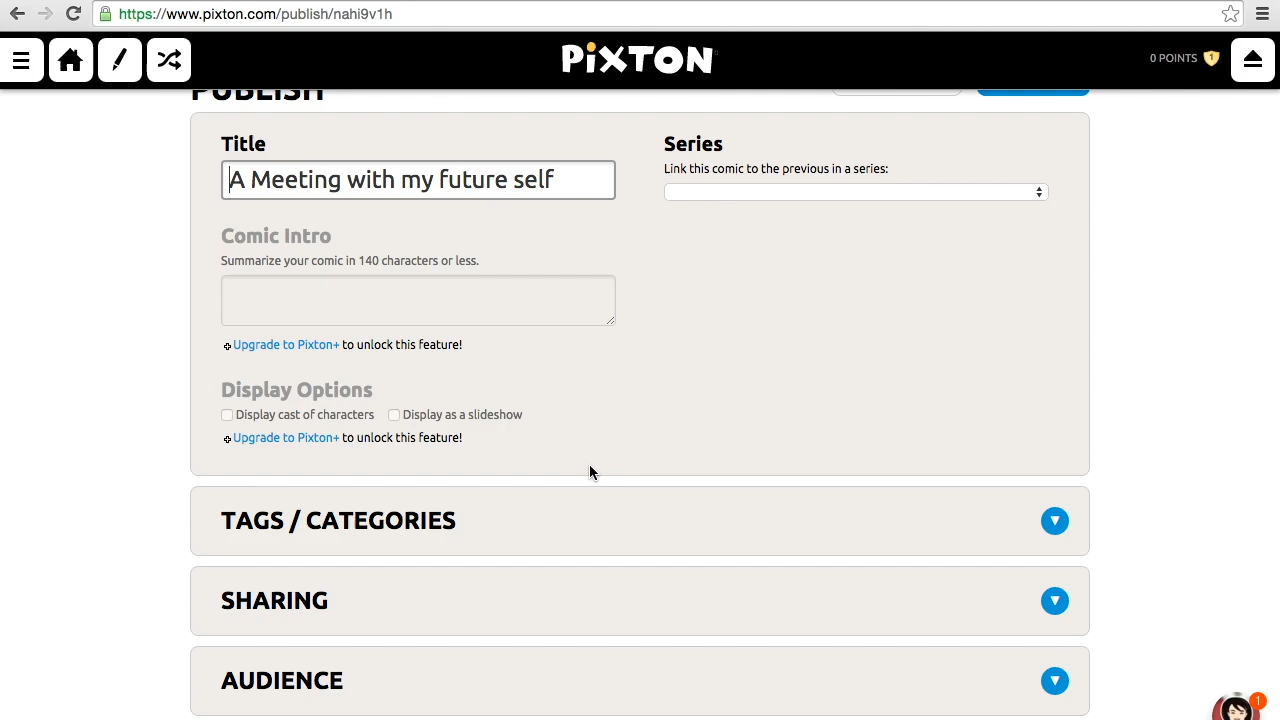 https://www.pixton.com/publish/nahi9v1h
PiXTON
0 POINTS 1
PUBLISH
Title
Series
A Meeting with my future self
Link this comic to the previous in a series:
Comic Intro
Summarize your comic in 140 characters or less.
Upgrade to Pixton+ to unlock this feature!
Display Options
Display cast of characters Display as a slideshow
Upgrade to Pixton+ to unlock this feature!
TAGS / CATEGORIES
SHARING
AUDIENCE
1